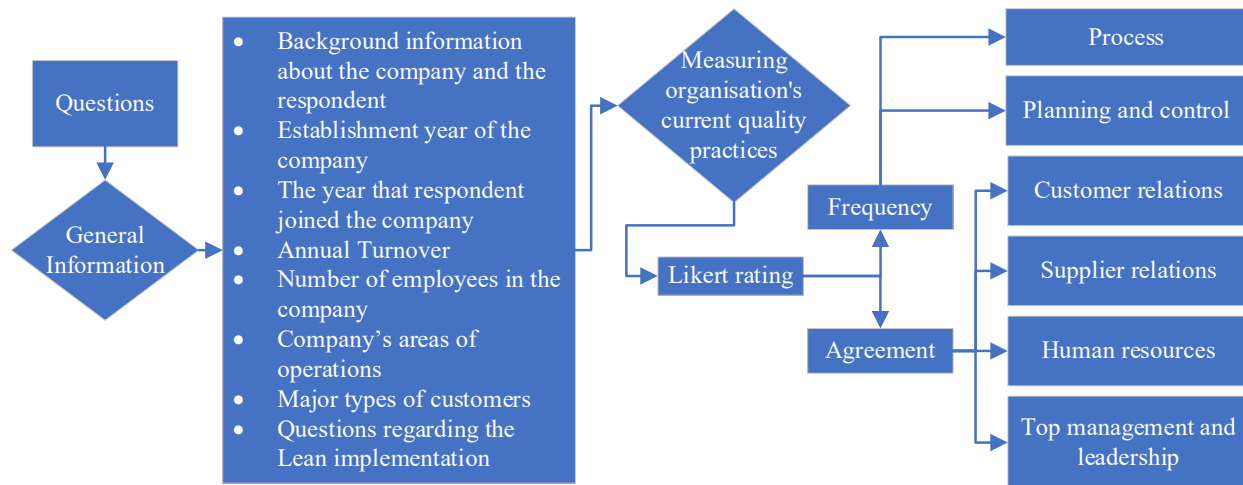 Questions
General
Information
• Background information
about the company and the
respondent
• Establishment year of the
company
• The year that respondent
joined the company
• Annual Turnover
• Number of employees in the
company
• Company’s areas of
operations
• Major types of customers
• Questions regarding the
Lean implementation
Measuring
organisation's
current quality
practices
Likert rating
Frequency
Agreement
Process
Planning and control
Customer relations
Supplier relations
Human resources
Top management and
leadership